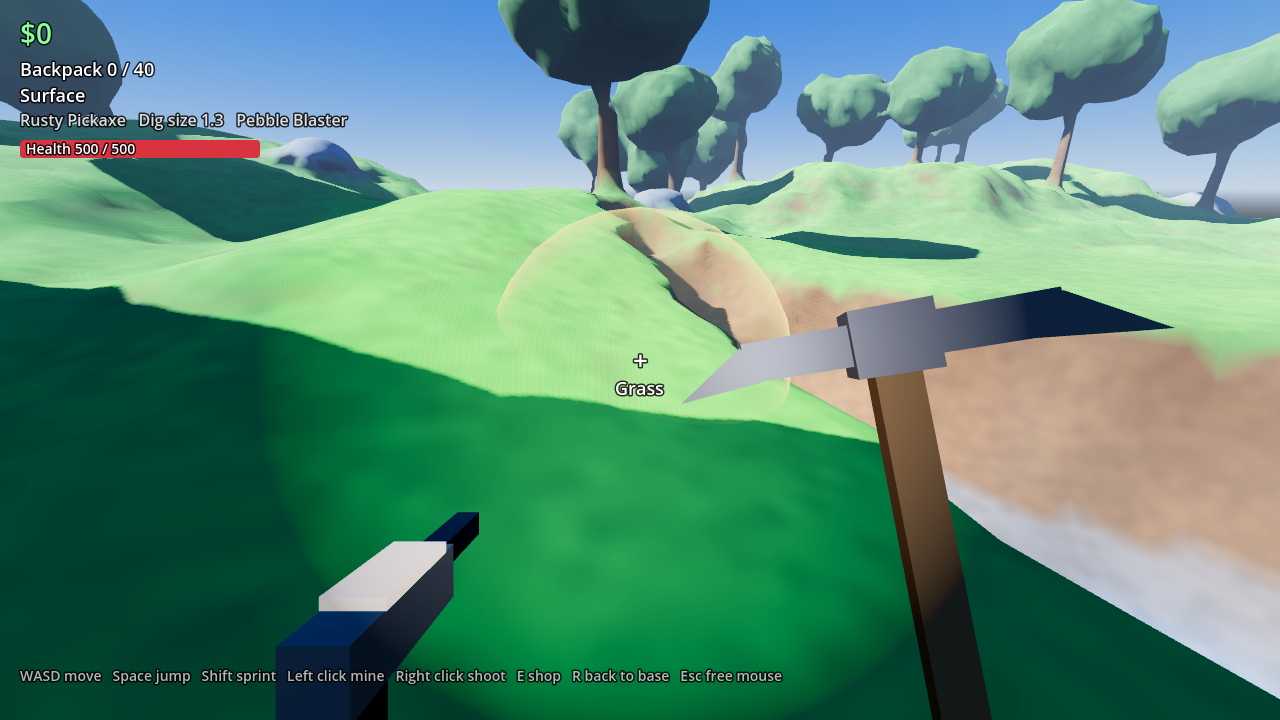 $0
Backpack 0 / 40
Surface
Rusty Pickaxe Dig size 1.3 Pebble Blaster
Health 500 / 500
Grass
WASD move Space jump Shift sprint Left click mine Right click shoot E shop R back to base Esc free mouse